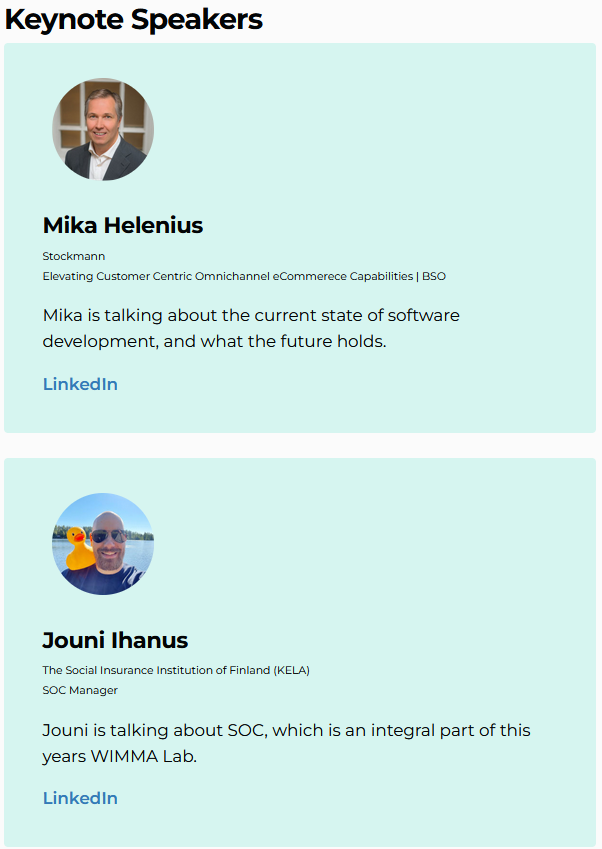 Keynote Speakers
Mika Helenius
Stockmann
Elevating Customer Centric Omnichannel eCommerece Capabilities | BSO
Mika is talking about the current state of software
development, and what the future holds.
LinkedIn
Jouni Ihanus
The Social Insurance Institution of Finland (KELA)
SOC Manager
Jouni is talking about SOC, which is an integral part of this
years WIMMA Lab.
LinkedIn